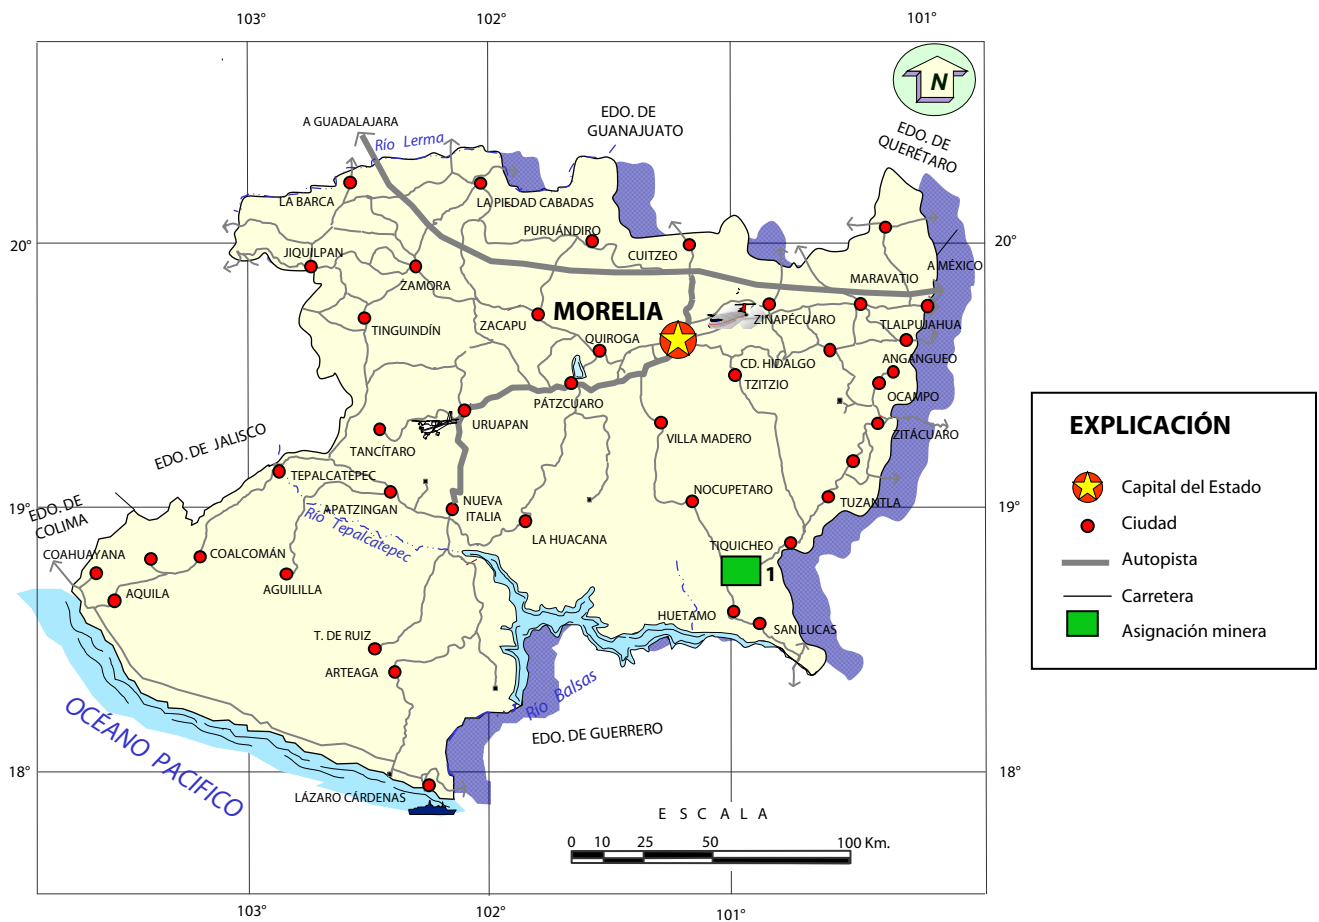 103°
102°
101°
N
EDO. DE
QUERÉTARO
EDO. DE
GUANAJUATO
A GUADALAJARA
Río Lerma
LA BARCA
LA PIEDAD CABADAS
PURUÁNDIRO
CUITZEO
20°
20°
JIQUILPAN
ZAMORA
MARAVATIO
A MÉXICO
TINGUINDÍN
ZACAPU
MORELIA
ZINAPÉCUARO
TLALPUJAHUA
QUIROGA
CD. HIDALGO
ANGANGUEO
TZITZIO
OCAMPO
PÁTZCUARO
URUAPAN
VILLA MADERO
ZITÁCUARO
EDO. DE JALISCO
TANCÍTARO
TEPALCATEPEC
NOCUPETARO
TUZANTLA
APATZINGAN
NUEVA
ITALIA
19°
19°
EDO. DE
COLIMA
Río Tepalcatepec
LA HUACANA
TIQUICHEO
COAHUAYANA
COALCOMÁN
1
AQUILA
AGUILILLA
HUETAMO
SAN LUCAS
T. DE RUIZ
ARTEAGA
Río Balsas
OCÉANO PACIFICO
EDO. DE GUERRERO
18°
18°
LÁZARO CÁRDENAS
E S C A L A
0 10 25 50 100 Km.
103°
102°
101°
EXPLICACIÓN
Capital del Estado
Ciudad
Autopista
Carretera
Asignación minera